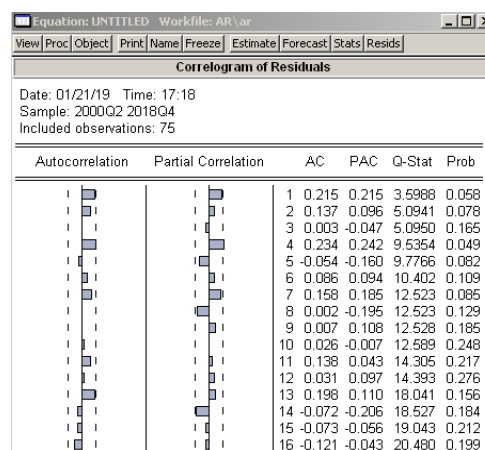 Equation: UNTITLED Workfile: AR\ar
View Proc Object Print Name Freeze Estimate Forecast Stats Resids
Correlogram of Residuals
Date: 01/21/19 Time: 17:18
Sample: 2000Q2 2018Q4
Included observations: 75
Autocorrelation Partial Correlation AC PAC Q-Stat Prob
1 0.215 0.215 3.5988 0.058
2 0.137 0.096 5.0941 0.078
3 0.003 -0.047 5.0950 0.165
4 0.234 0.242 9.5354 0.049
5 -0.054 -0.160 9.7766 0.082
6 0.086 0.094 10.402 0.109
7 0.158 0.185 12.523 0.085
8 0.002 -0.195 12.523 0.129
9 0.007 0.108 12.528 0.185
10 0.026 -0.007 12.589 0.248
11 0.138 0.043 14.305 0.217
12 0.031 0.097 14.393 0.276
13 0.198 0.110 18.041 0.156
14 -0.072 -0.206 18.527 0.184
15 -0.073 -0.056 19.043 0.212
16 -0.121 -0.043 20.480 0.199